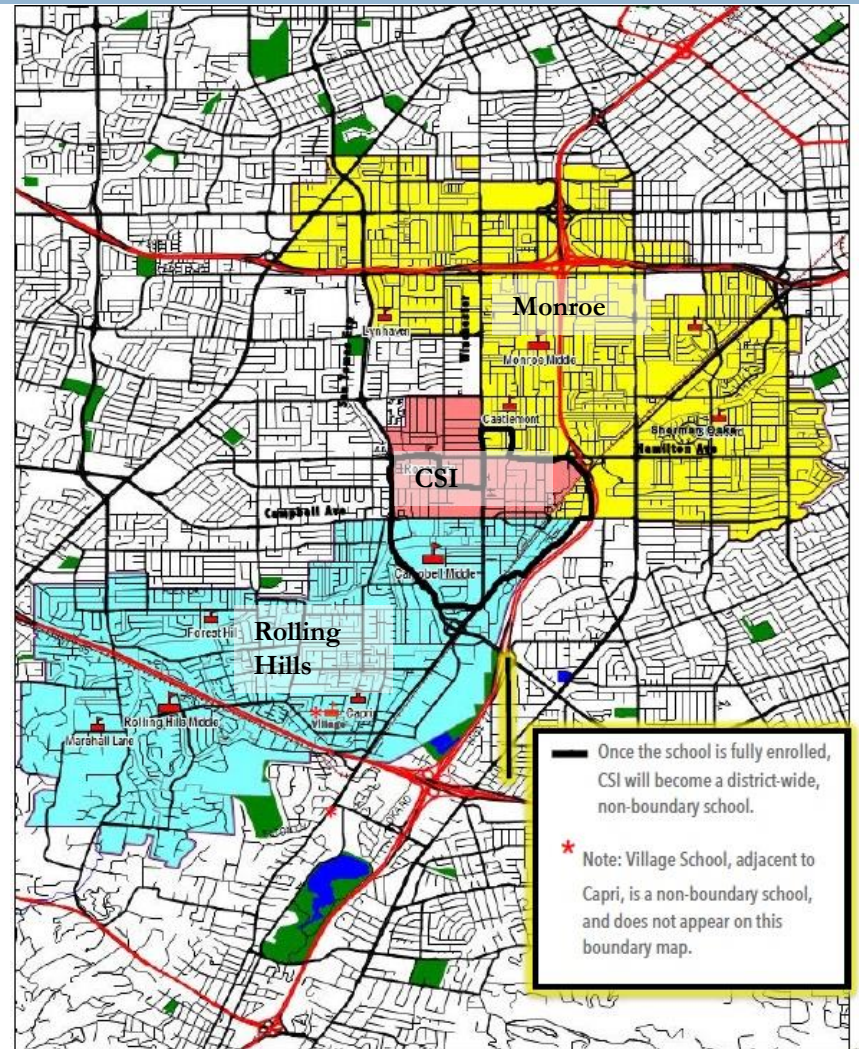 Monroe
Lynhaven
Winchester
Monroe Middle
Castlemont
Sherman Oaks
Hamilton Ave
CSI
Campbell Ave
Campbell Middle
Forest Hill
Rolling
Hills
Capri
Village
Rolling Hills Middle
Marshall Lane
Once the school is fully enrolled,
CSI will become a district-wide,
non-boundary school.
* Note: Village School, adjacent to
Capri, is a non-boundary school,
and does not appear on this
boundary map.